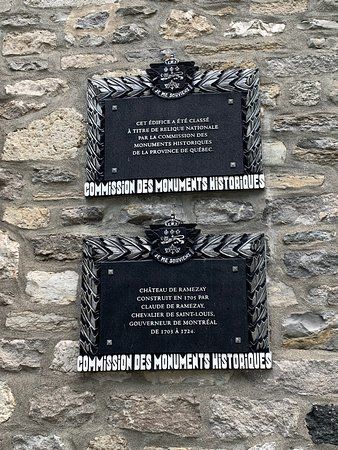 JE ME SOUVIENS
CET ÉDIFICE A ÉTÉ CLASSÉ
À TITRE DE RELIQUE NATIONALE
PAR LA COMMISSION DES
MONUMENTS HISTORIQUES
DE LA PROVINCE DE QUÉBEC.
COMMISSION DES MONUMENTS HISTORIQUES
JE ME SOUVIENS
CHÂTEAU DE RAMEZAY
CONSTRUIT EN 1705 PAR
CLAUDE DE RAMEZAY,
CHEVALIER DE SAINT-LOUIS,
GOUVERNEUR DE MONTRÉAL
DE 1703 À 1724.
COMMISSION DES MONUMENTS HISTORIQUES